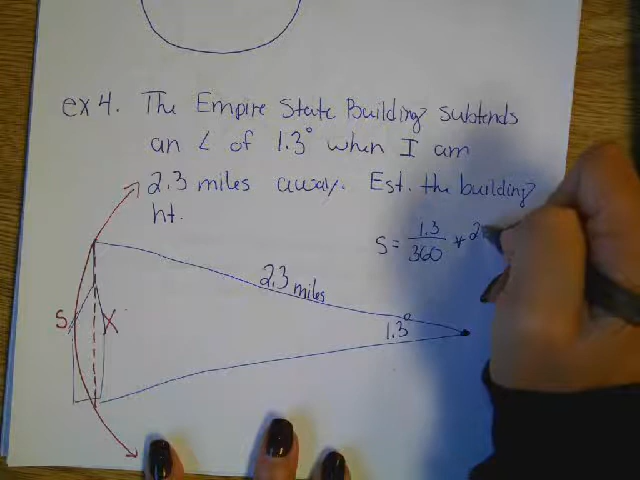 ex 4. The Empire State Building subtends
an ∠ of 1.3° when I am
2.3 miles away. Est. the building
ht.
S = 1.3/360 * 2
2.3 miles
S X
1.3°